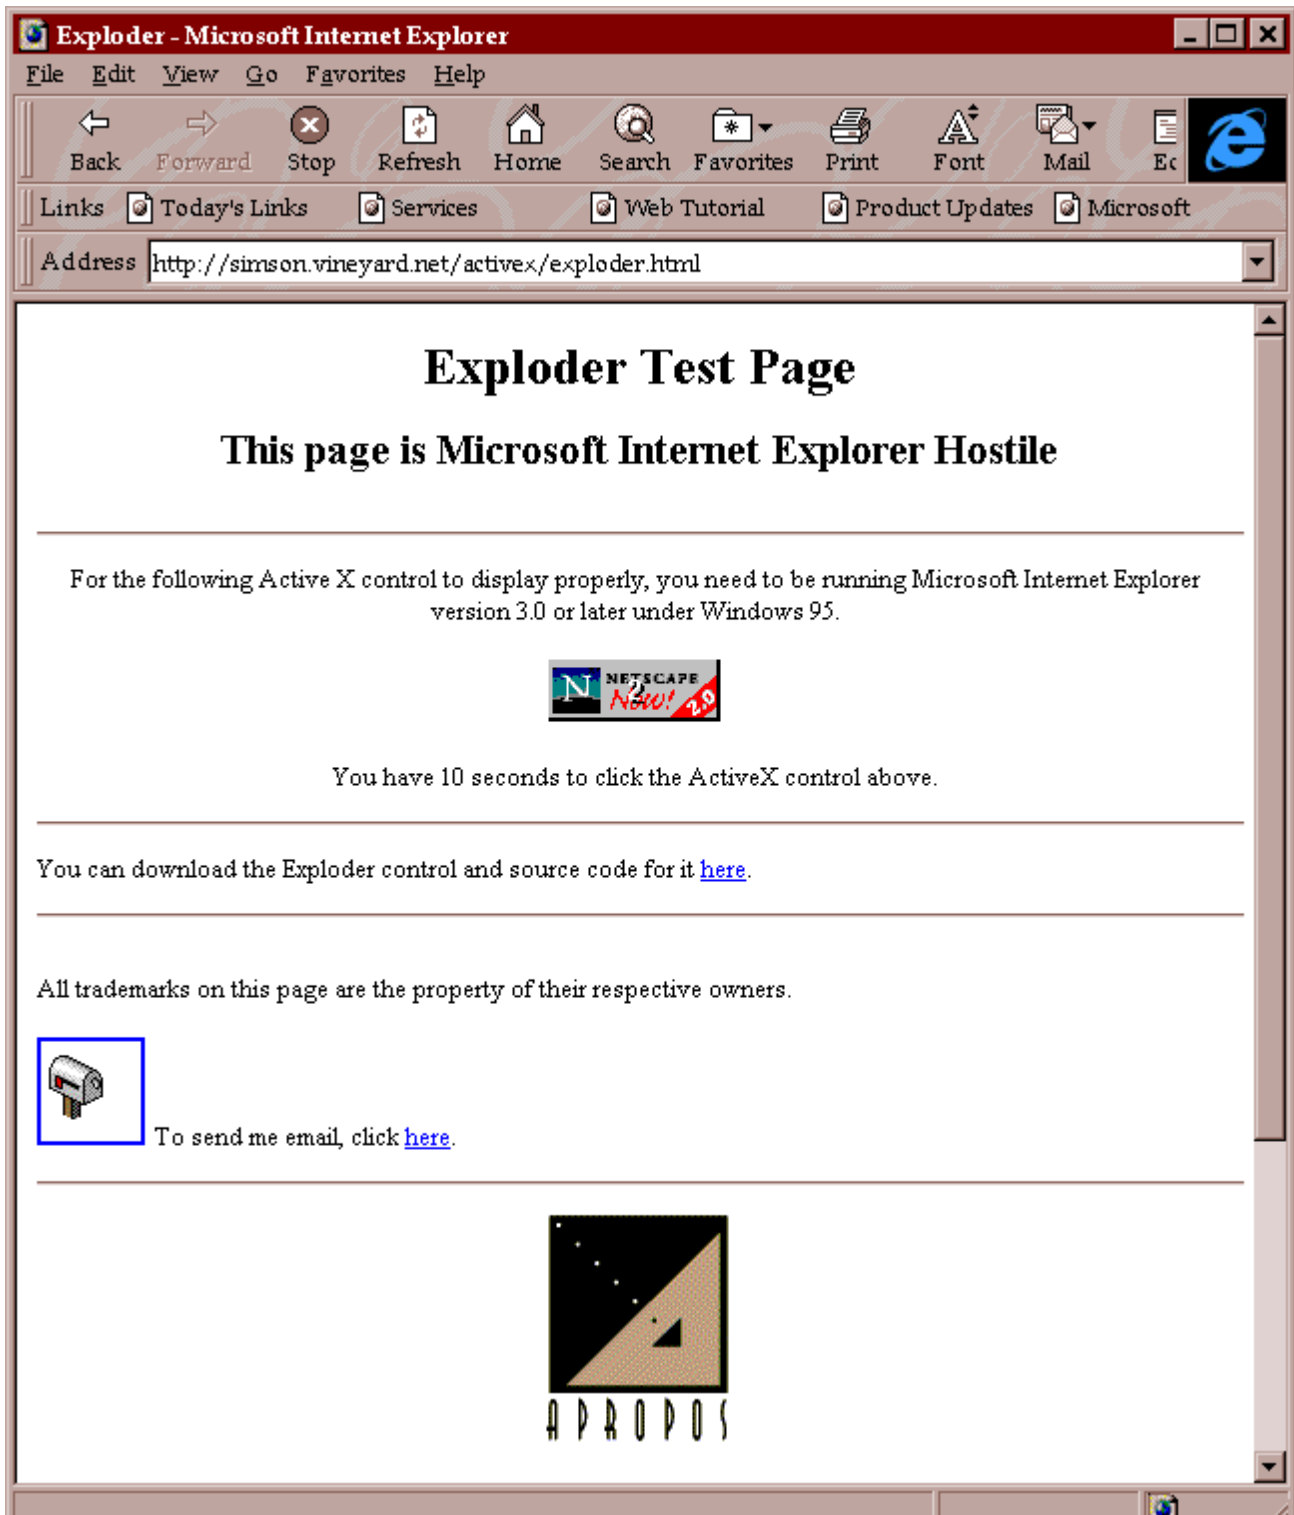 Exploder - Microsoft Internet Explorer
File Edit View Go Favorites Help
Back Forward Stop Refresh Home Search Favorites Print Font Mail
Links Today's Links Services Web Tutorial Product Updates Microsoft
Address http://simson.vineyard.net/activex/exploder.html
Exploder Test Page
This page is Microsoft Internet Explorer Hostile
For the following Active X control to display properly, you need to be running Microsoft Internet Explorer
version 3.0 or later under Windows 95.
N NETSCAPE
2
Now! 2.0
You have 10 seconds to click the ActiveX control above.
You can download the Exploder control and source code for it here.
All trademarks on this page are the property of their respective owners.
To send me email, click here.
APROPOS